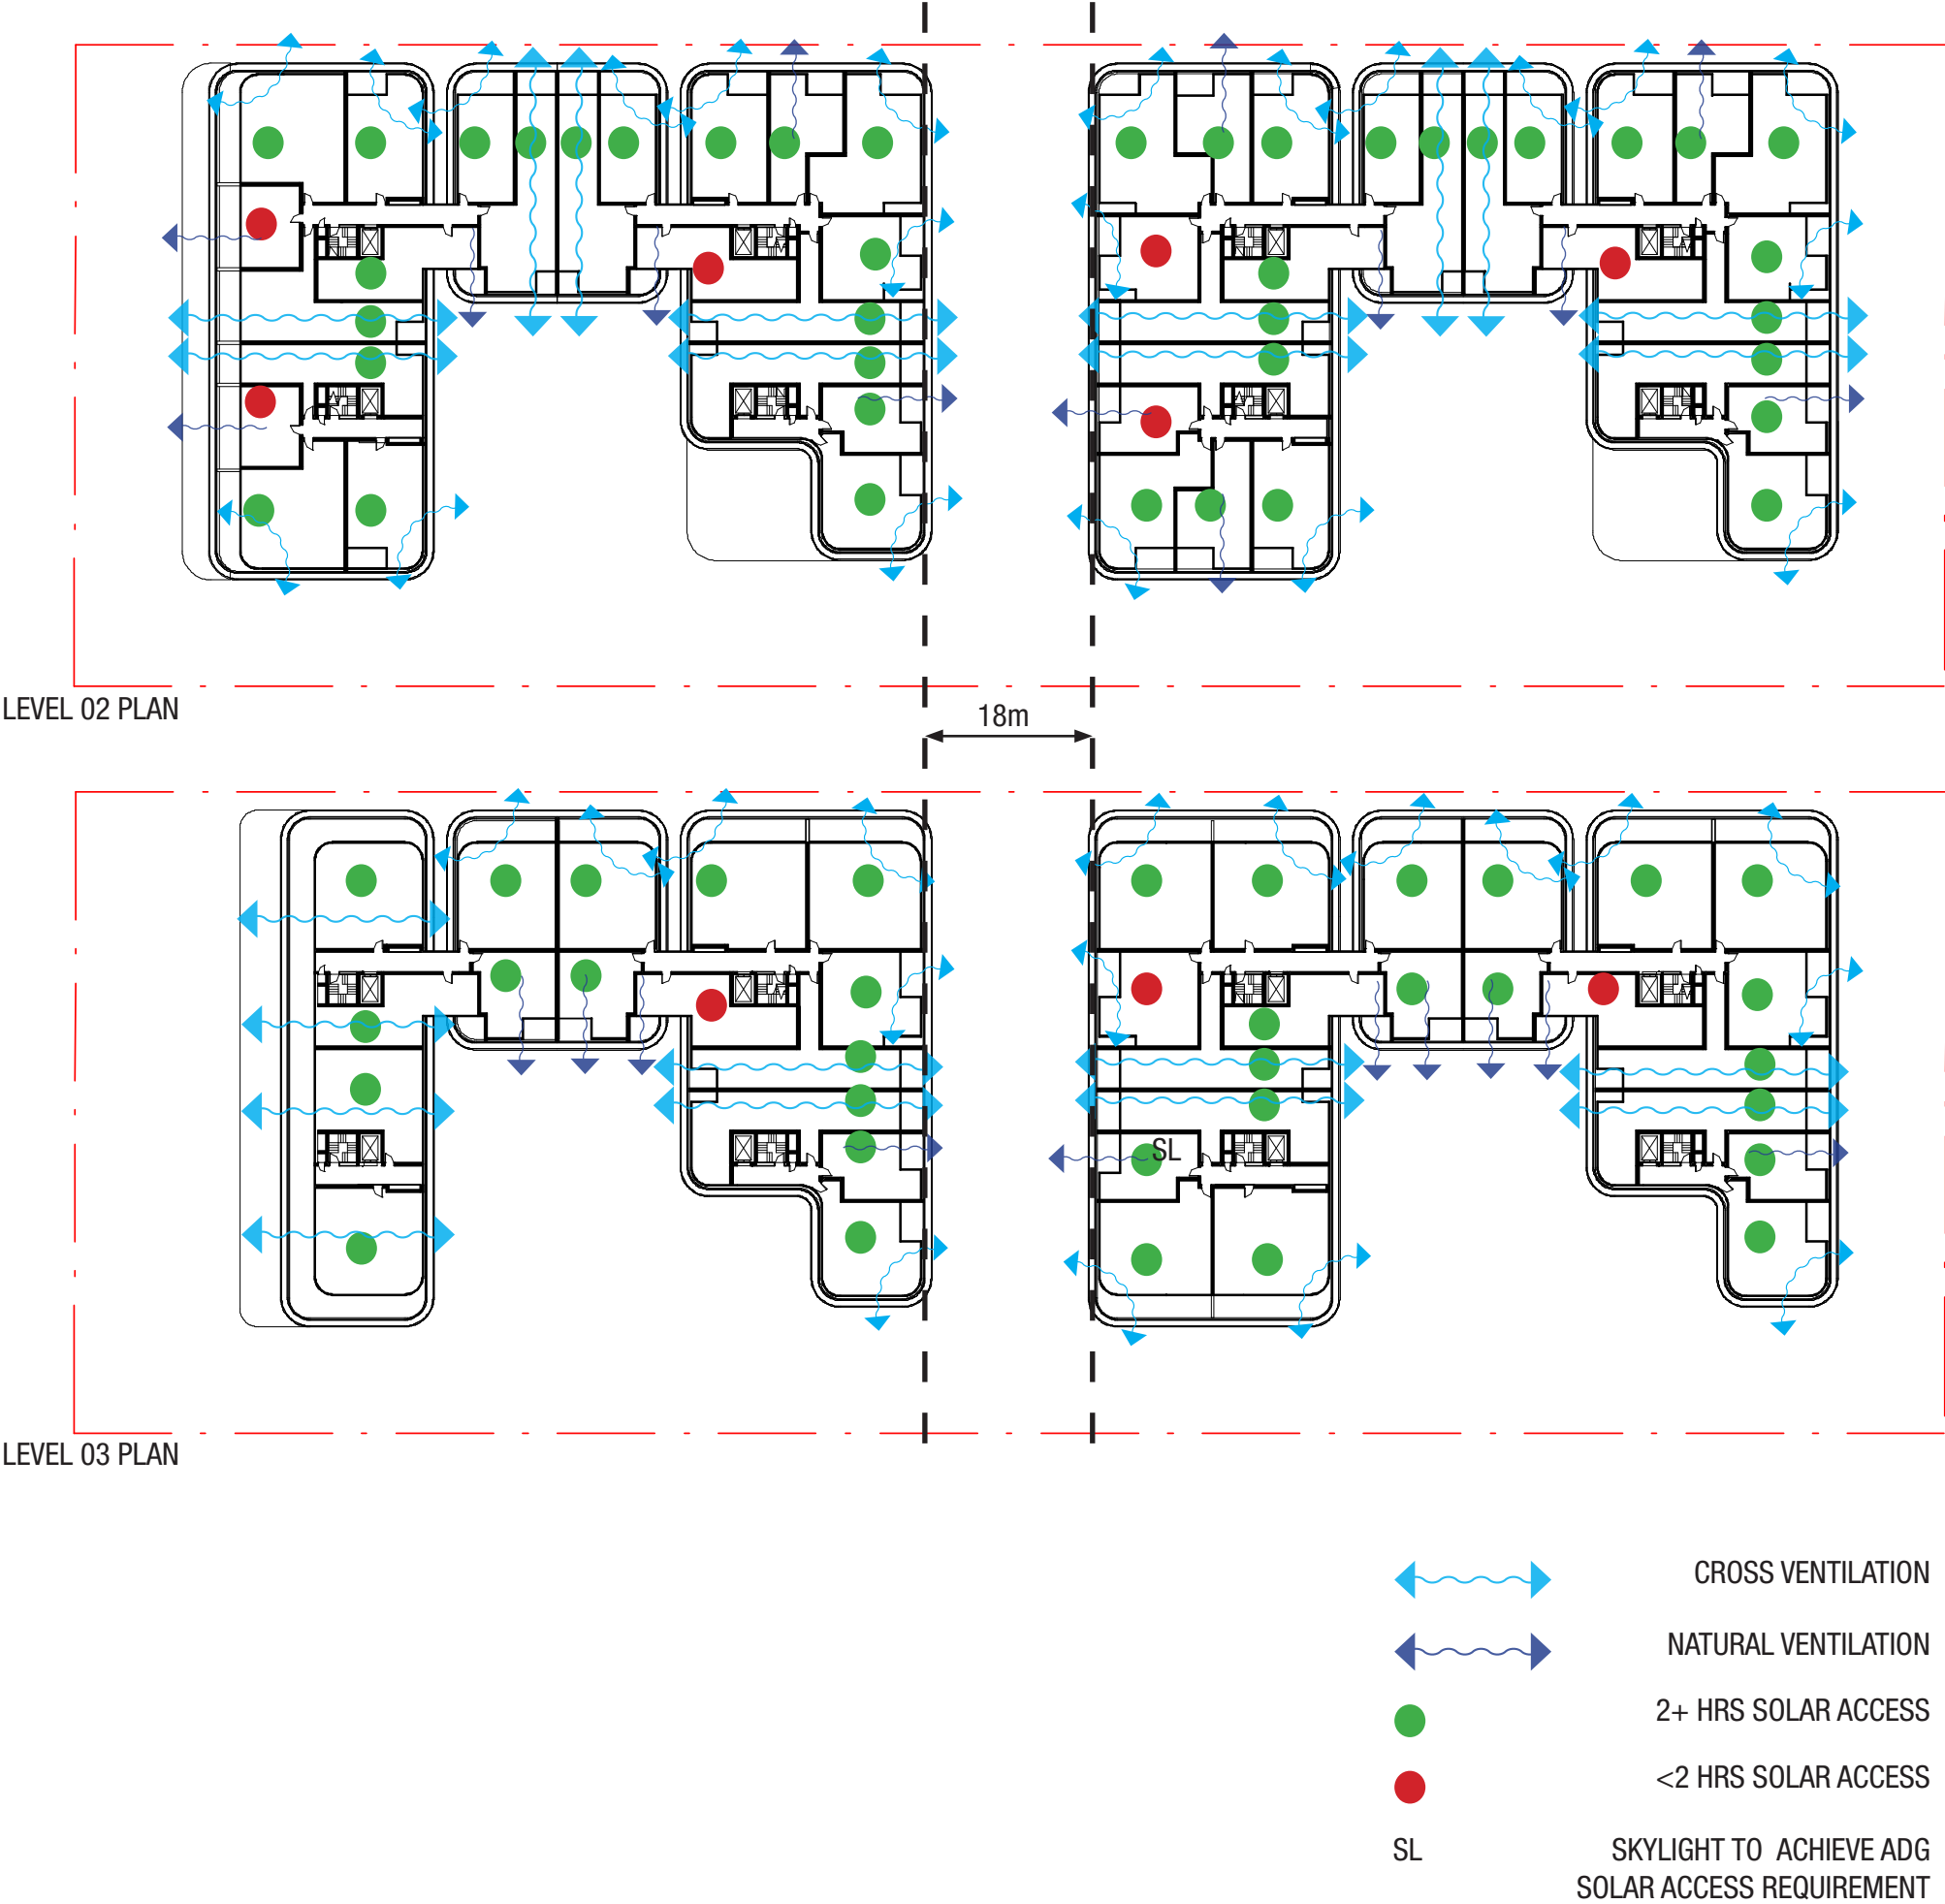 LEVEL 02 PLAN
18m
SL
LEVEL 03 PLAN
CROSS VENTILATION
NATURAL VENTILATION
2+ HRS SOLAR ACCESS
<2 HRS SOLAR ACCESS
SL SKYLIGHT TO ACHIEVE ADG
SOLAR ACCESS REQUIREMENT